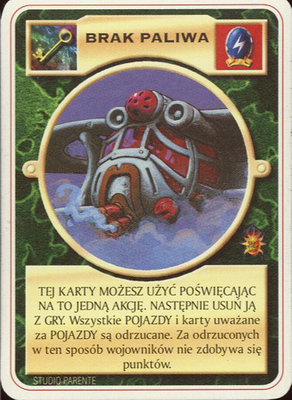 BRAK PALIWA
TEJ KARTY MOŻESZ UŻYĆ POŚWIĘCAJĄC
NA TO JEDNĄ AKCJĘ. NASTĘPNIE USUŃ JĄ
Z GRY. Wszystkie POJAZDY i karty uważane
za POJAZDY są odrzucane. Za odrzuconych
w ten sposób wojowników nie zdobywa się
punktów.
STUDIO PARENTE